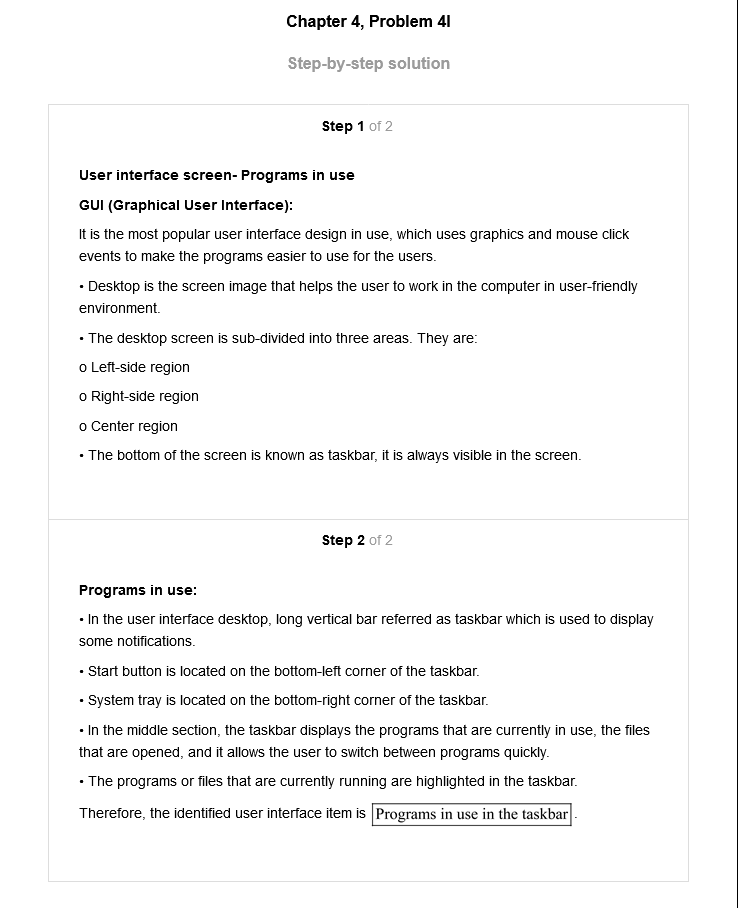 Chapter 4, Problem 4I
Step-by-step solution
Step 1 of 2
User interface screen- Programs in use
GUI (Graphical User Interface):
It is the most popular user interface design in use, which uses graphics and mouse click
events to make the programs easier to use for the users.
• Desktop is the screen image that helps the user to work in the computer in user-friendly
environment.
• The desktop screen is sub-divided into three areas. They are:
o Left-side region
o Right-side region
o Center region
• The bottom of the screen is known as taskbar, it is always visible in the screen.
Step 2 of 2
Programs in use:
• In the user interface desktop, long vertical bar referred as taskbar which is used to display
some notifications.
• Start button is located on the bottom-left corner of the taskbar.
• System tray is located on the bottom-right corner of the taskbar.
• In the middle section, the taskbar displays the programs that are currently in use, the files
that are opened, and it allows the user to switch between programs quickly.
• The programs or files that are currently running are highlighted in the taskbar.
Therefore, the identified user interface item is Programs in use in the taskbar.